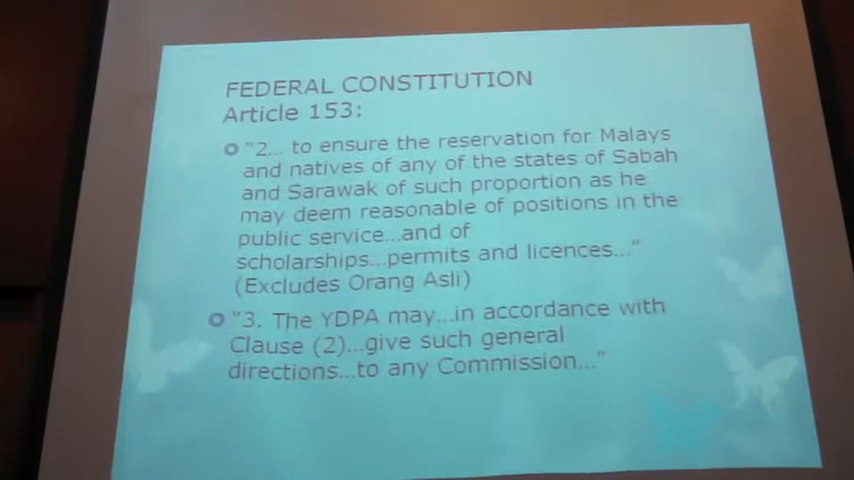 FEDERAL CONSTITUTION
Article 153:
"2... to ensure the reservation for Malays
and natives of any of the states of Sabah
and Sarawak of such proportion as he
may deem reasonable of positions in the
public service...and of
scholarships...permits and licences..."
(Excludes Orang Asli)
"3. The YDPA may...in accordance with
Clause (2)...give such general
directions...to any Commission..."